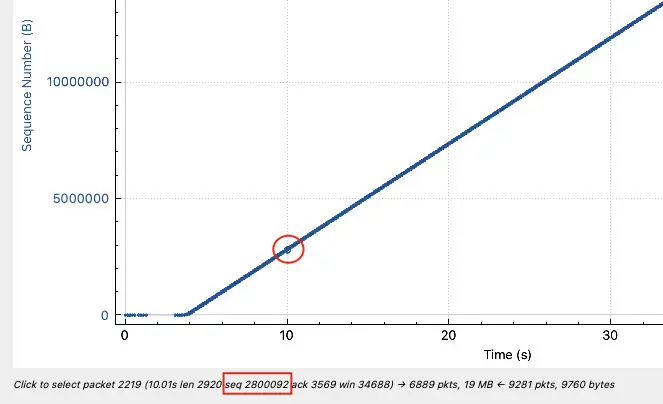 Sequence Number (B)
10000000
5000000
0
0
10
20
30
Time (s)
Click to select packet 2219 (10.01s len 2920 seq 2800092 ack 3569 win 34688) → 6889 pkts, 19 MB ← 9281 pkts, 9760 bytes